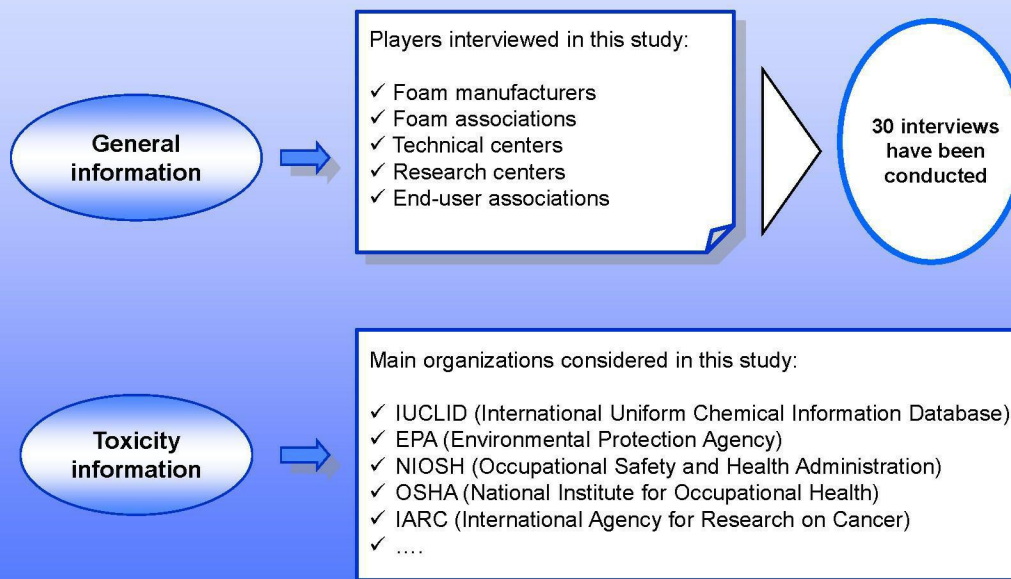 General
information
Players interviewed in this study:
✓ Foam manufacturers
✓ Foam associations
✓ Technical centers
✓ Research centers
✓ End-user associations
30 interviews
have been
conducted
Toxicity
information
Main organizations considered in this study:
✓ IUCLID (International Uniform Chemical Information Database)
✓ EPA (Environmental Protection Agency)
✓ NIOSH (Occupational Safety and Health Administration)
✓ OSHA (National Institute for Occupational Health)
✓ IARC (International Agency for Research on Cancer)
✓ ….